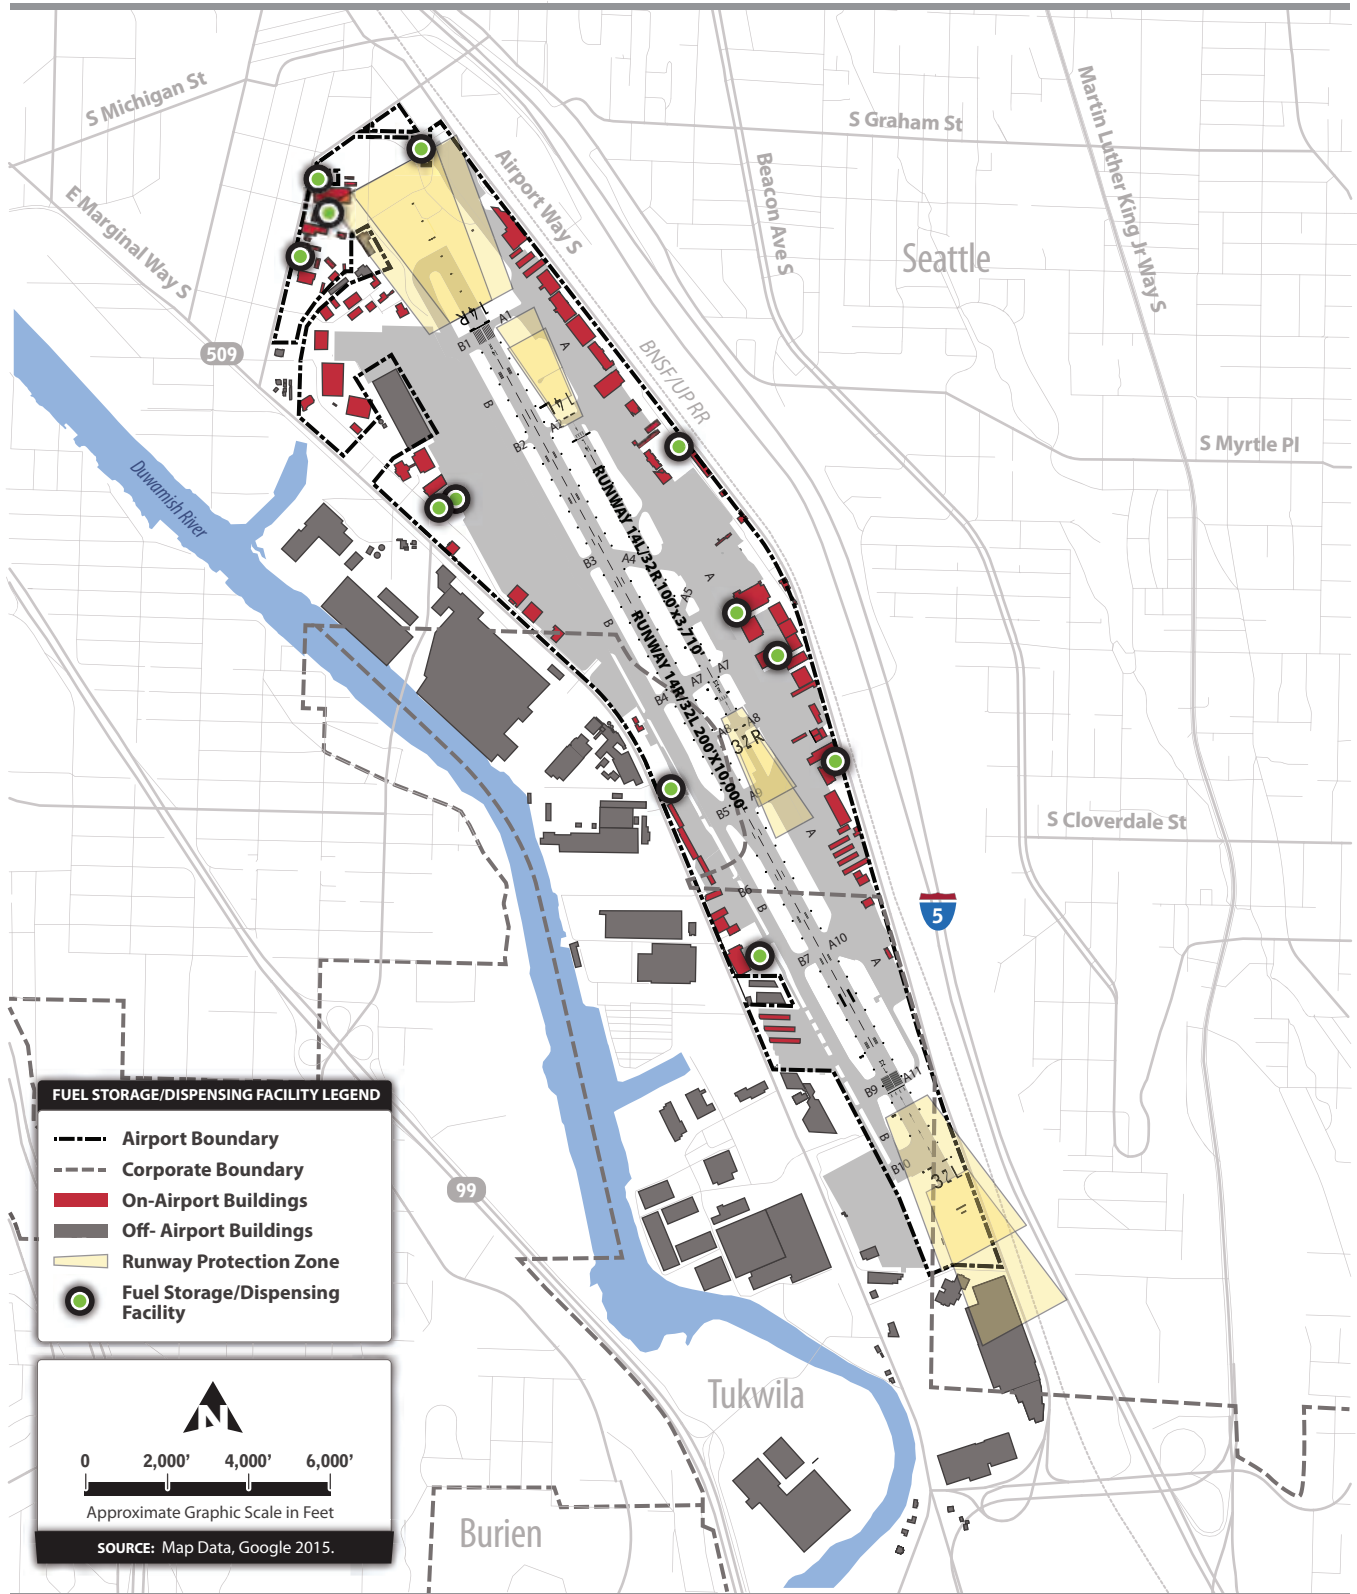 S Michigan St
S Graham St
Martin Luther King Jr Way S
Airport Way S
Beacon Ave S
E Marginal Way S
Seattle
14R
A1
B1
A
509
BNSF/UP RR
B
14L
A2
B2
S Myrtle Pl
Duwamish River
RUNWAY 14L/32R 100'x3,710'
B3
A4
A
A5
B
RUNWAY 14R/32L 200'X10,000'
A7
A7
B4
A8
A8
32R
A9
B5
A
S Cloverdale St
B6
B
5
A10
B7
A
A11
B9
B
B10
32L
FUEL STORAGE/DISPENSING FACILITY LEGEND
Airport Boundary
Corporate Boundary
On-Airport Buildings
Off- Airport Buildings
Runway Protection Zone
Fuel Storage/Dispensing
Facility
99
N
0 2,000' 4,000' 6,000'
Approximate Graphic Scale in Feet
SOURCE: Map Data, Google 2015.
Tukwila
Burien